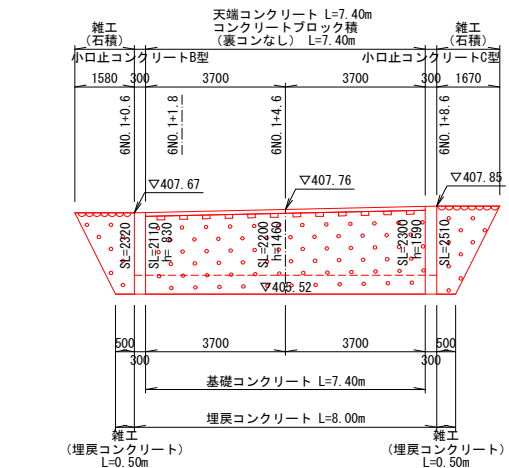 天端コンクリート L=7.40m
雑工
(石積)
コンクリートブロック積
(裏コンなし) L=7.40m
雑工
(石積)
小口止コンクリートB型
小口止コンクリートC型
1580
300
3700
3700
300
1670
6NO.1+0.6
6NO.1+1.8
6NO.1+4.6
6NO.1+8.6
▽407.67
▽407.76
▽407.85
SL=2320
SL=2110
h= 830
SL=2200
h=1460
SL=2300
h=1590
SL=2510
▽405.52
500
3700
3700
500
300
300
基礎コンクリート L=7.40m
埋戻コンクリート L=8.00m
雑工
(埋戻コンクリート)
L=0.50m
雑工
(埋戻コンクリート)
L=0.50m